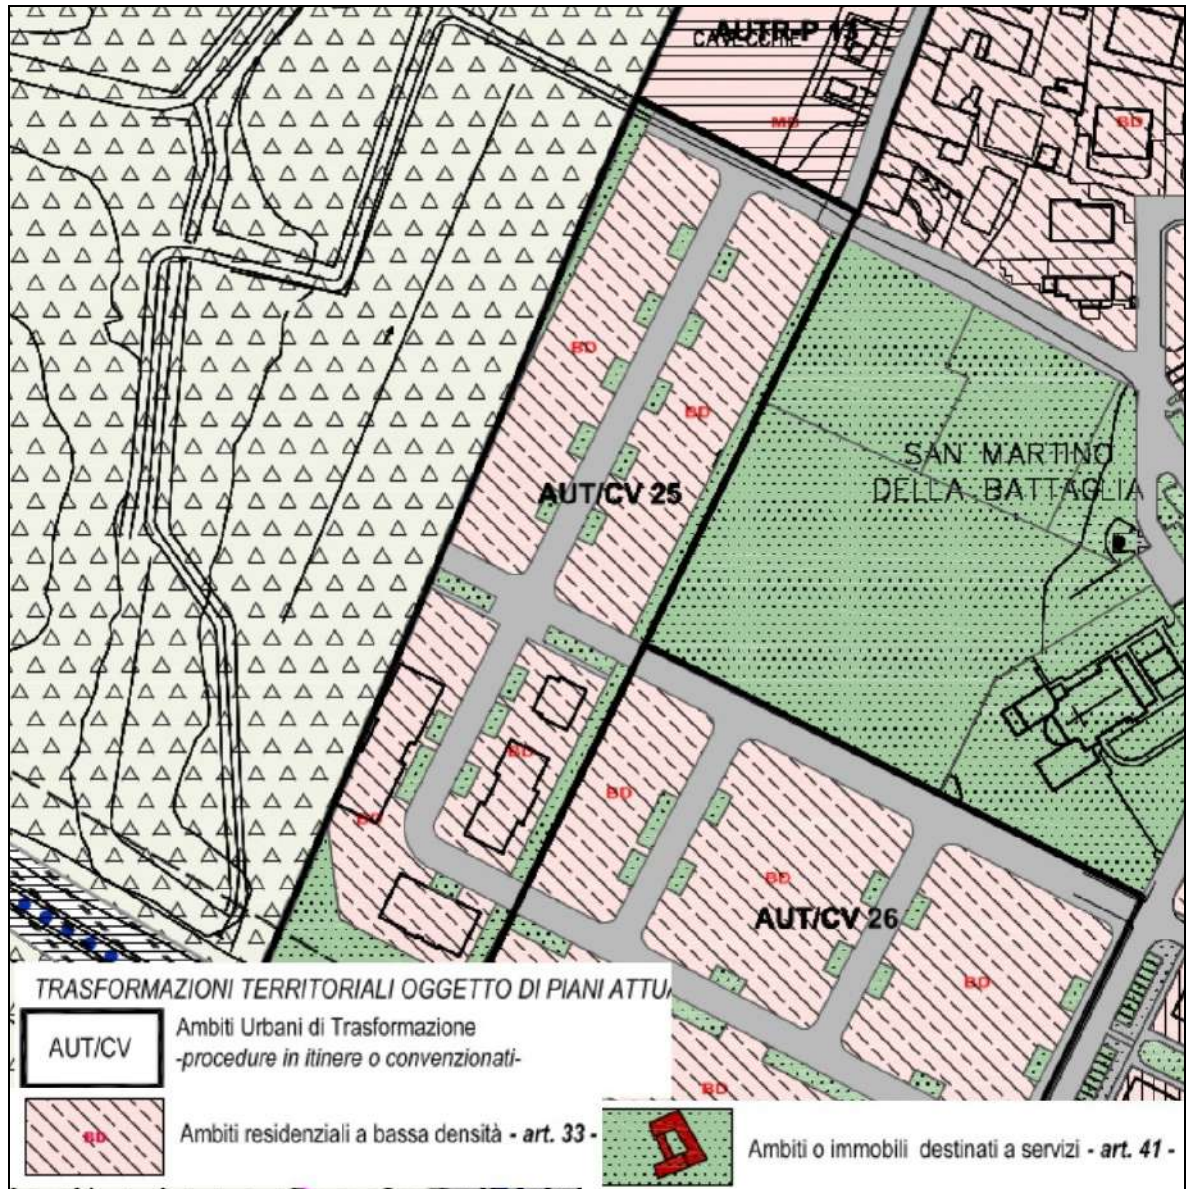 AUTR-P 13
CAVECCHIE
MD
BD
BD
BD
SAN MARTINO
DELLA BATTAGLIA
AUT/CV 25
BD
BD
BD
BD
AUT/CV 26
BD
BD
TRASFORMAZIONI TERRITORIALI OGGETTO DI PIANI ATTUA
AUT/CV
Ambiti Urbani di Trasformazione
-procedure in itinere o convenzionati-
BD
Ambiti residenziali a bassa densità - art. 33 -
Ambiti o immobili destinati a servizi - art. 41 -